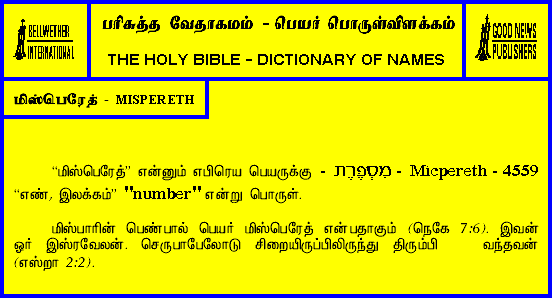 BELLWETHER
INTERNATIONAL
பரிசுத்த வேதாகமம் - பெயர் பொருள்விளக்கம்
THE HOLY BIBLE - DICTIONARY OF NAMES
GOOD NEWS
PUBLISHERS
மிஸ்பெரேத் - MISPERETH
“மிஸ்பெரேத்” என்னும் எபிரெய பெயருக்கு - מִסְפֶּרֶת - Micpereth - 4559
“எண், இலக்கம்” "number" என்று பொருள்.
மிஸ்பாரின் பெண்பால் பெயர் மிஸ்பெரேத் என்பதாகும் (நெகே 7:6). இவன்
ஓர் இஸ்ரவேலன். செருபாபேலோடு சிறையிருப்பிலிருந்து திரும்பி வந்தவன்
(எஸ்றா 2:2).